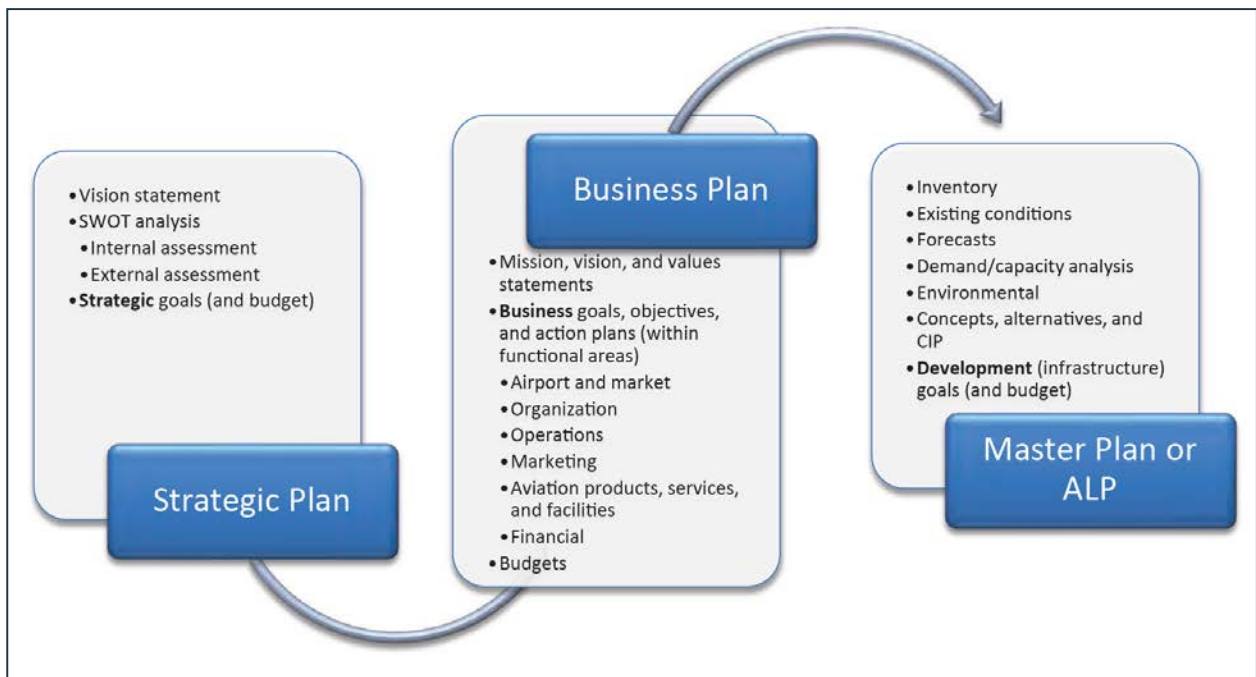 •Vision statement
•SWOT analysis
•Internal assessment
•External assessment
•Strategic goals (and budget)
Strategic Plan
Business Plan
•Mission, vision, and values
statements
•Business goals, objectives,
and action plans (within
functional areas)
•Airport and market
•Organization
•Operations
•Marketing
•Aviation products, services,
and facilities
•Financial
•Budgets
•Inventory
•Existing conditions
•Forecasts
•Demand/capacity analysis
•Environmental
•Concepts, alternatives, and
CIP
•Development (infrastructure)
goals (and budget)
Master Plan or
ALP